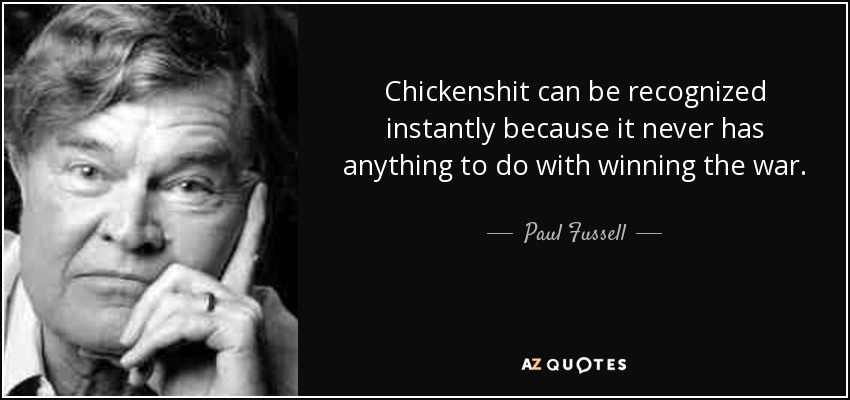 Chickenshit can be recognized
instantly because it never has
anything to do with winning the war.
Paul Fussell
AZ QUOTES